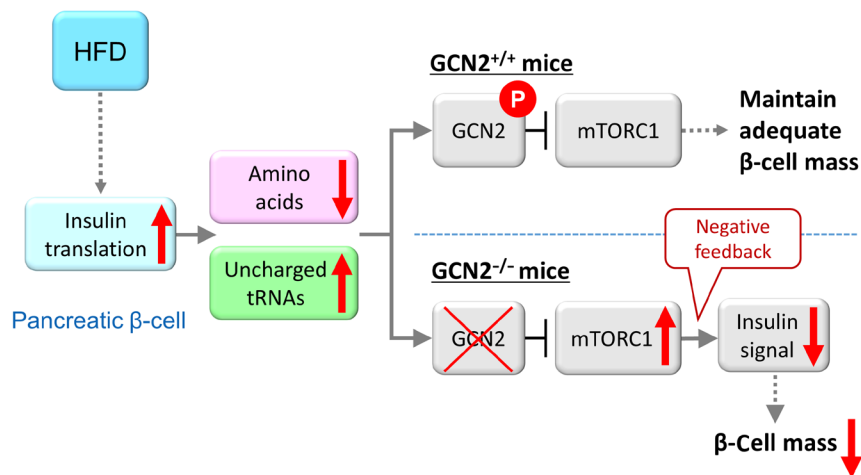 HFD
Insulin
translation
Pancreatic β-cell
Amino
acids
Uncharged
tRNAs
GCN2+/+ mice
P
GCN2
mTORC1
Maintain
adequate
β-cell mass
Negative
feedback
GCN2-/- mice
GCN2
mTORC1
Insulin
signal
β-Cell mass